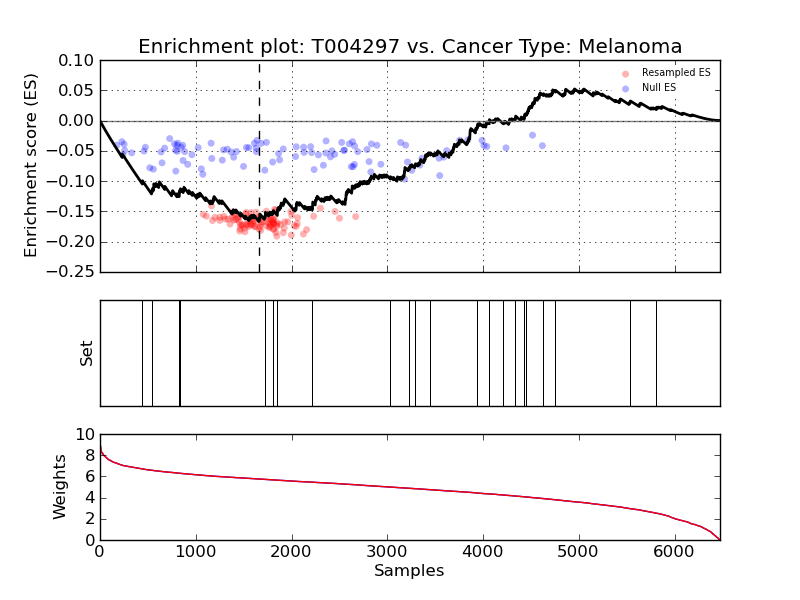 Enrichment plot: T004297 vs. Cancer Type: Melanoma
0.10
0.05
0.00
−0.05
−0.10
−0.15
−0.20
−0.25
Enrichment score (ES)
Resampled ES
Null ES
Set
10
8
6
4
2
0
Weights
0 1000 2000 3000 4000 5000 6000
Samples